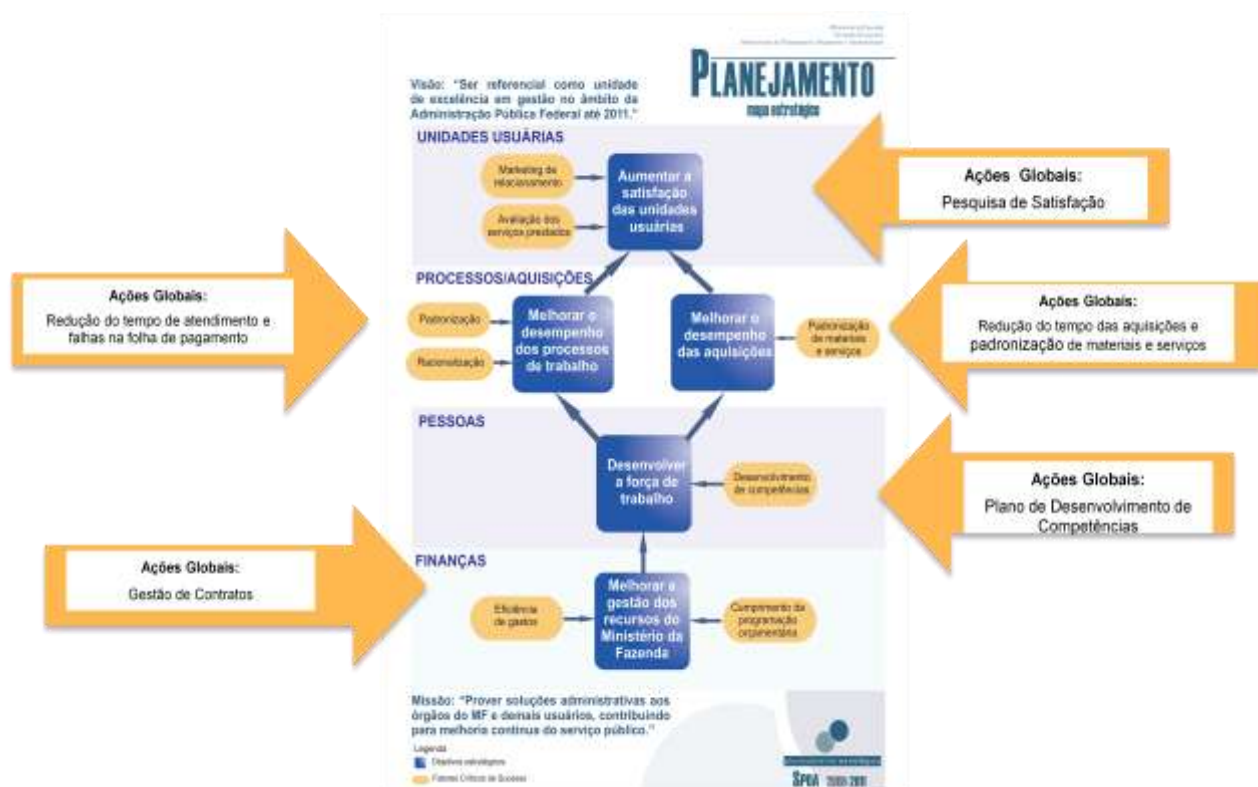 PLANEJAMENTO
mapa estratégico
Visão: “Ser referencial como unidade
de excelência em gestão no âmbito da
Administração Pública Federal até 2011.”
UNIDADES USUÁRIAS
Marketing de
relacionamento
Avaliação dos
serviços prestados
Aumentar a
satisfação
das unidades
usuárias
Ações Globais:
Pesquisa de Satisfação
PROCESSOS/AQUISIÇÕES
Ações Globais:
Redução do tempo de atendimento e
falhas na folha de pagamento
Padronização
Racionalização
Melhorar o
desempenho
dos processos
de trabalho
Melhorar o
desempenho
das aquisições
Padronização
de materiais
e serviços
Ações Globais:
Redução do tempo das aquisições e
padronização de materiais e serviços
PESSOAS
Desenvolver
a força de
trabalho
Desenvolvimento
de competências
Ações Globais:
Plano de Desenvolvimento de
Competências
FINANÇAS
Ações Globais:
Gestão de Contratos
Eficiência
de gastos
Melhorar a
gestão dos
recursos do
Ministério da
Fazenda
Cumprimento da
programação
orçamentária
Missão: “Prover soluções administrativas aos
órgãos do MF e demais usuários, contribuindo
para melhoria contínua do serviço público.”
Legenda
Objetivos estratégicos
Fatores Críticos de Sucesso
SPOA 2008-2011